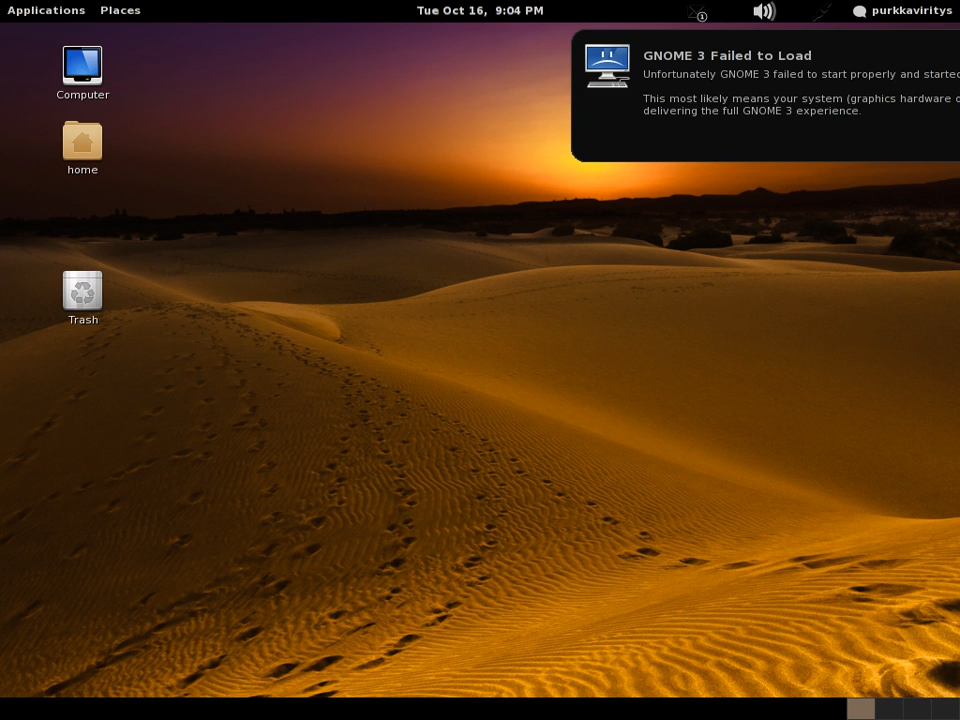 Applications Places Tue Oct 16, 9:04 PM 1 purkkaviritys
GNOME 3 Failed to Load
Unfortunately GNOME 3 failed to start properly and started
This most likely means your system (graphics hardware o
delivering the full GNOME 3 experience.
Computer
home
Trash